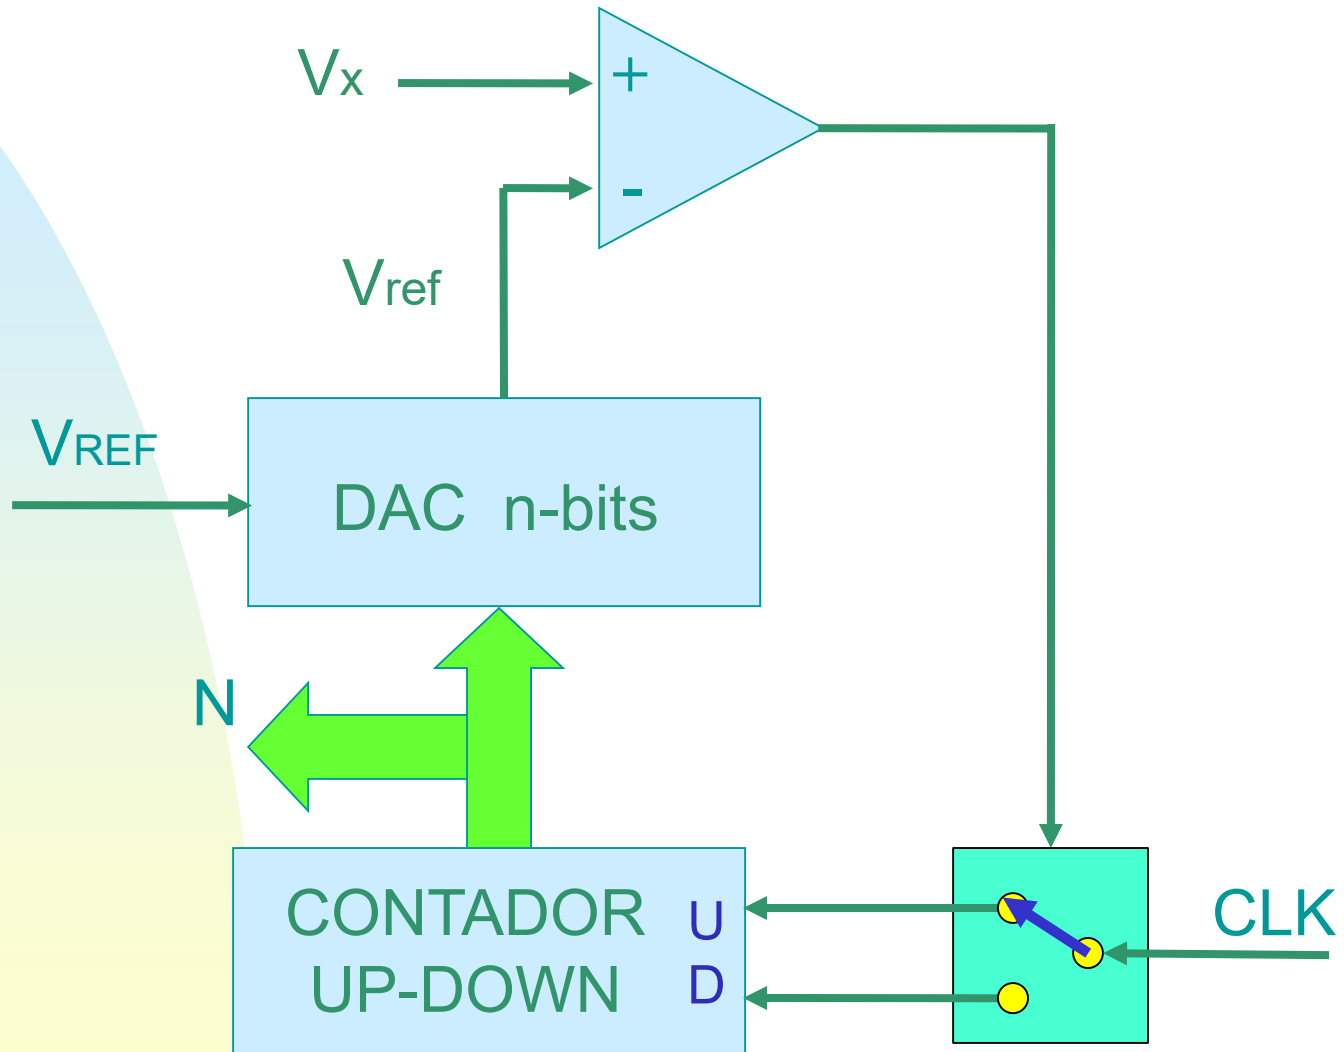 Vx
+
-
Vref
VREF
DAC n-bits
N
CONTADOR U
UP-DOWN D
CLK